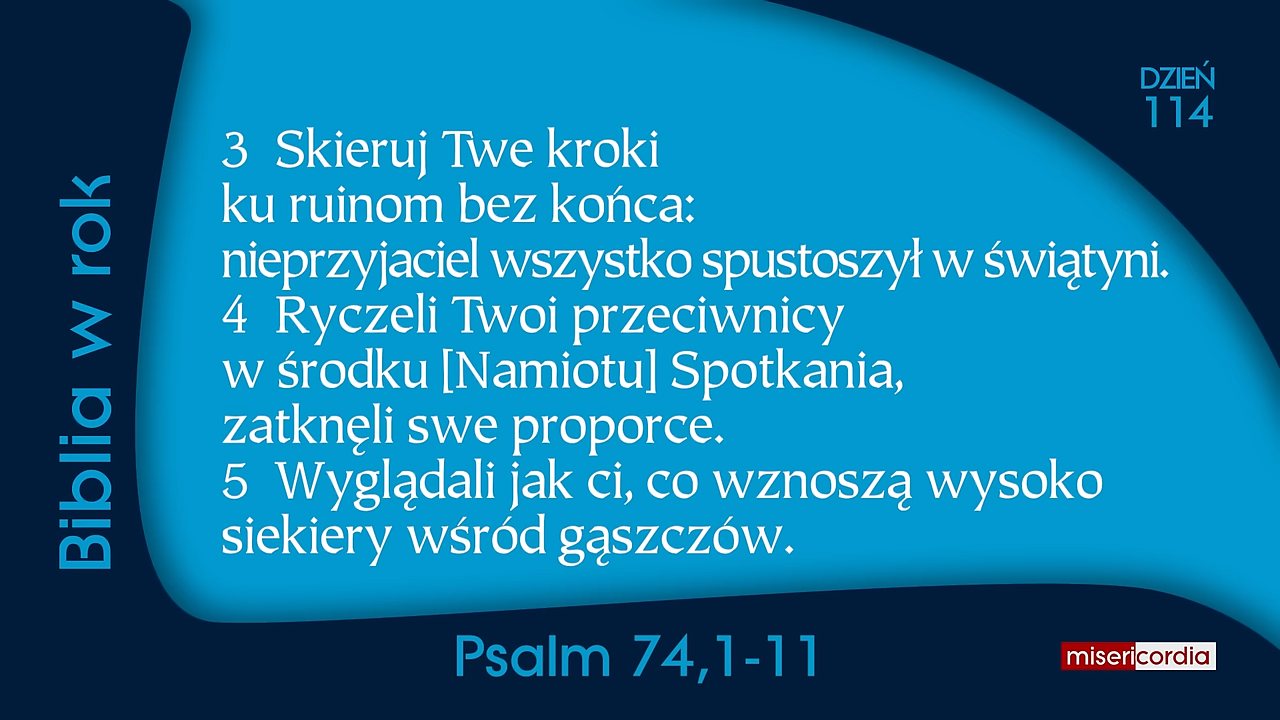 DZIEŃ
114
3 Skieruj Twe kroki
ku ruinom bez końca:
nieprzyjaciel wszystko spustoszył w świątyni.
4 Ryczeli Twoi przeciwnicy
w środku [Namiotu] Spotkania,
zatknęli swe proporce.
5 Wyglądali jak ci, co wznoszą wysoko
siekiery wśród gąszczów.
Biblia w rok
Psalm 74,1-11
misericordia